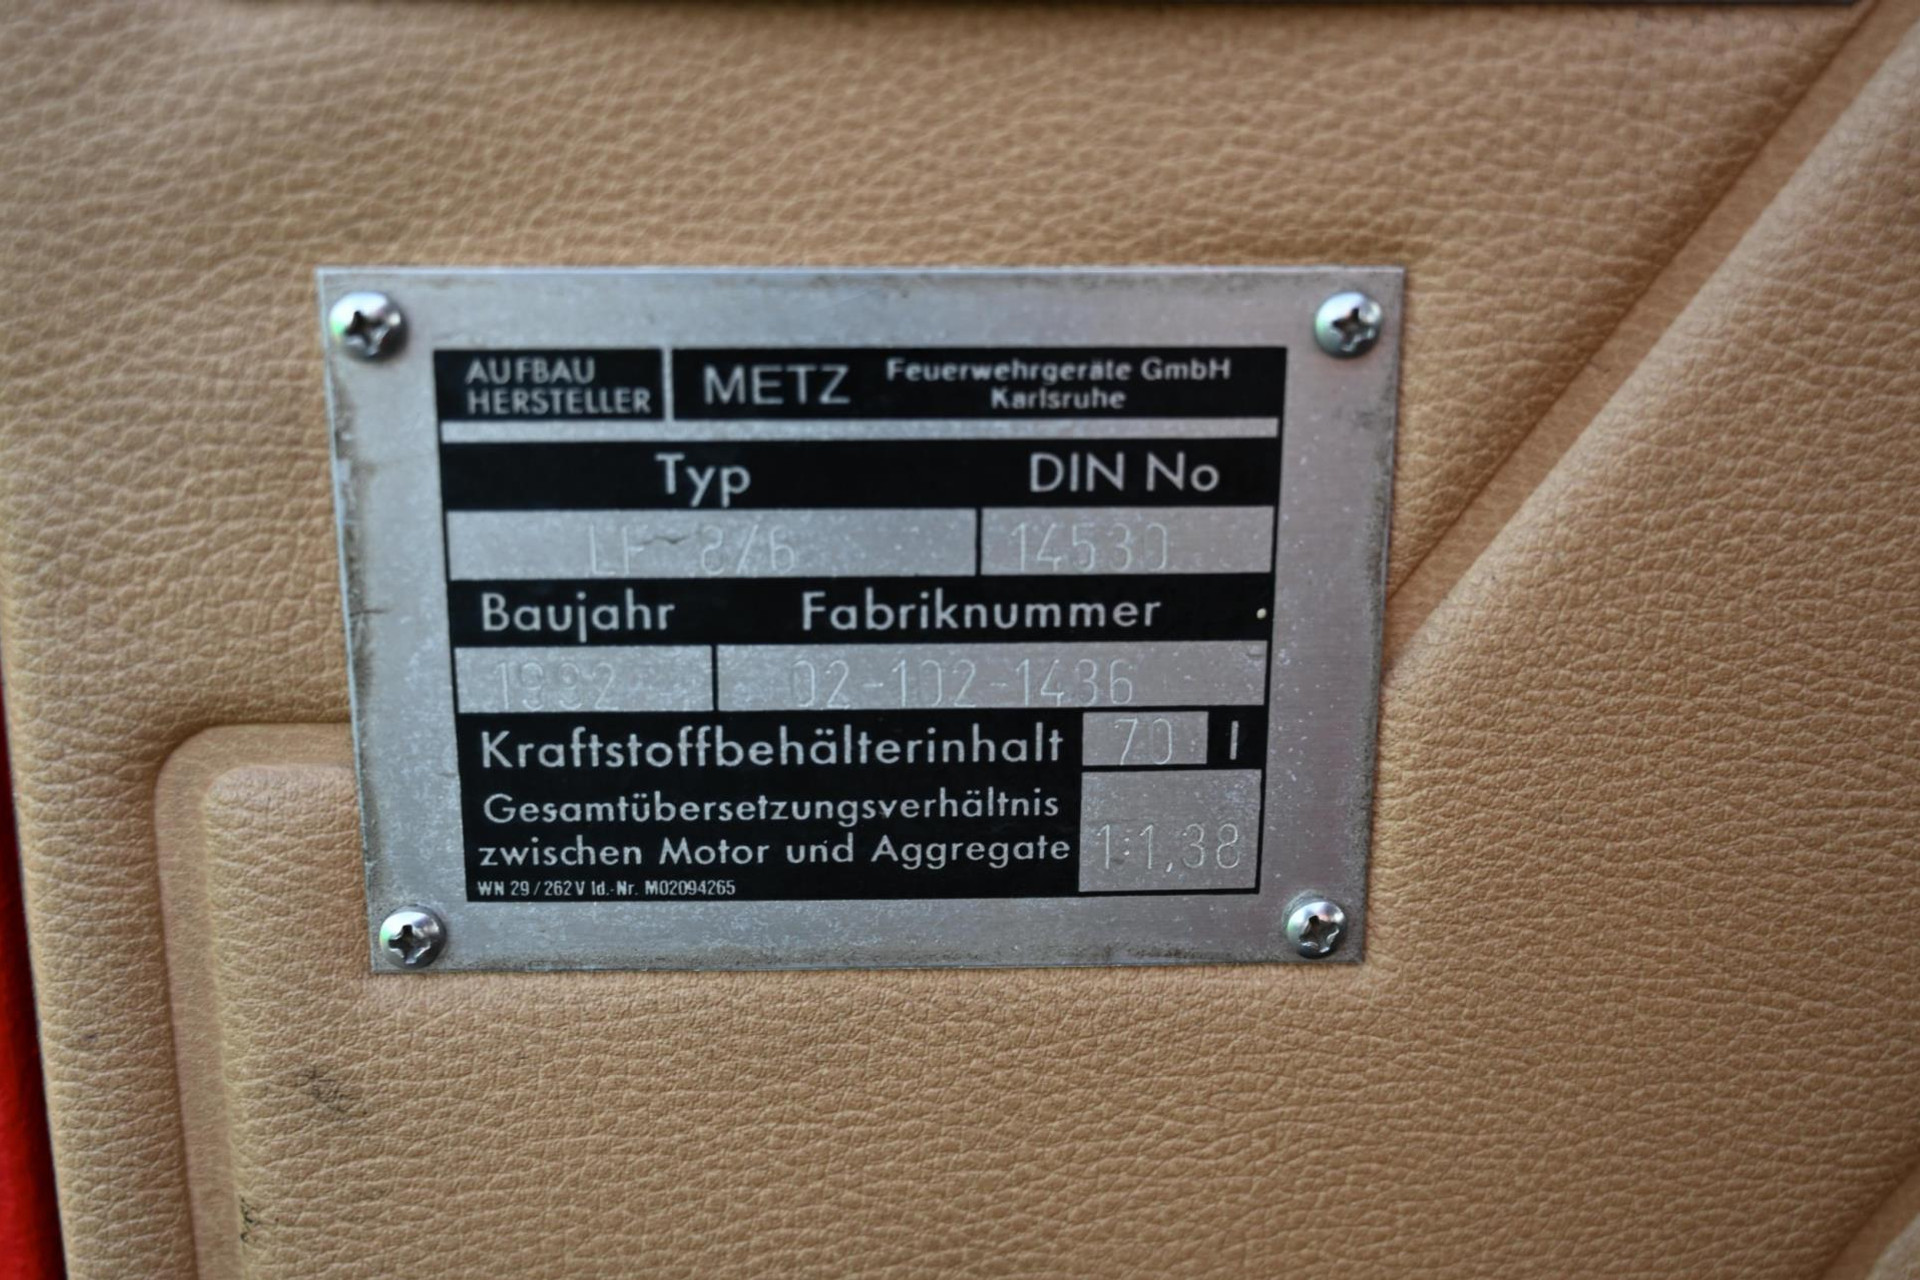 AUFBAU
HERSTELLER
METZ
Feuerwehrgeräte GmbH
Karlsruhe
Typ DIN No
LF 8/6 14530
Baujahr Fabriknummer
1992 02-102-1436
Kraftstoffbehälterinhalt 70 l
Gesamtübersetzungsverhältnis
zwischen Motor und Aggregate 1:1,38
WN 29/262 V Id.-Nr. M02094265